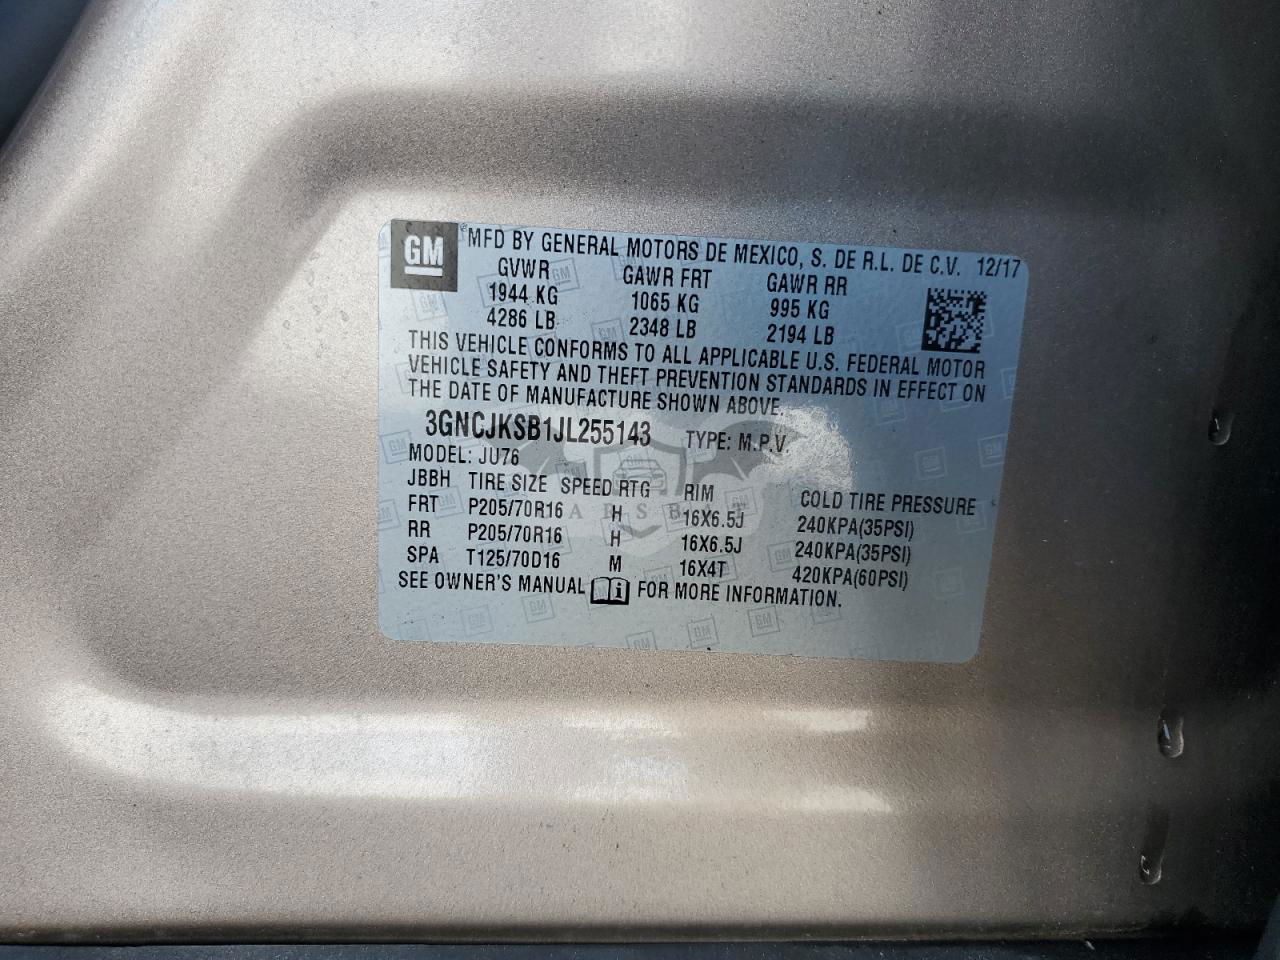 GM ® MFD BY GENERAL MOTORS DE MEXICO, S. DE R.L. DE C.V. 12/17
GVWR GAWR FRT GAWR RR
1944 KG 1065 KG 995 KG
4286 LB 2348 LB 2194 LB
THIS VEHICLE CONFORMS TO ALL APPLICABLE U.S. FEDERAL MOTOR
VEHICLE SAFETY AND THEFT PREVENTION STANDARDS IN EFFECT ON
THE DATE OF MANUFACTURE SHOWN ABOVE.
3GNCJKSB1JL255143 TYPE: M.P.V.
MODEL: JU76
JBBH TIRE SIZE SPEED RTG RIM COLD TIRE PRESSURE
FRT P205/70R16 H 16X6.5J 240KPA(35PSI)
RR P205/70R16 H 16X6.5J 240KPA(35PSI)
SPA T125/70D16 M 16X4T 420KPA(60PSI)
SEE OWNER'S MANUAL i FOR MORE INFORMATION.